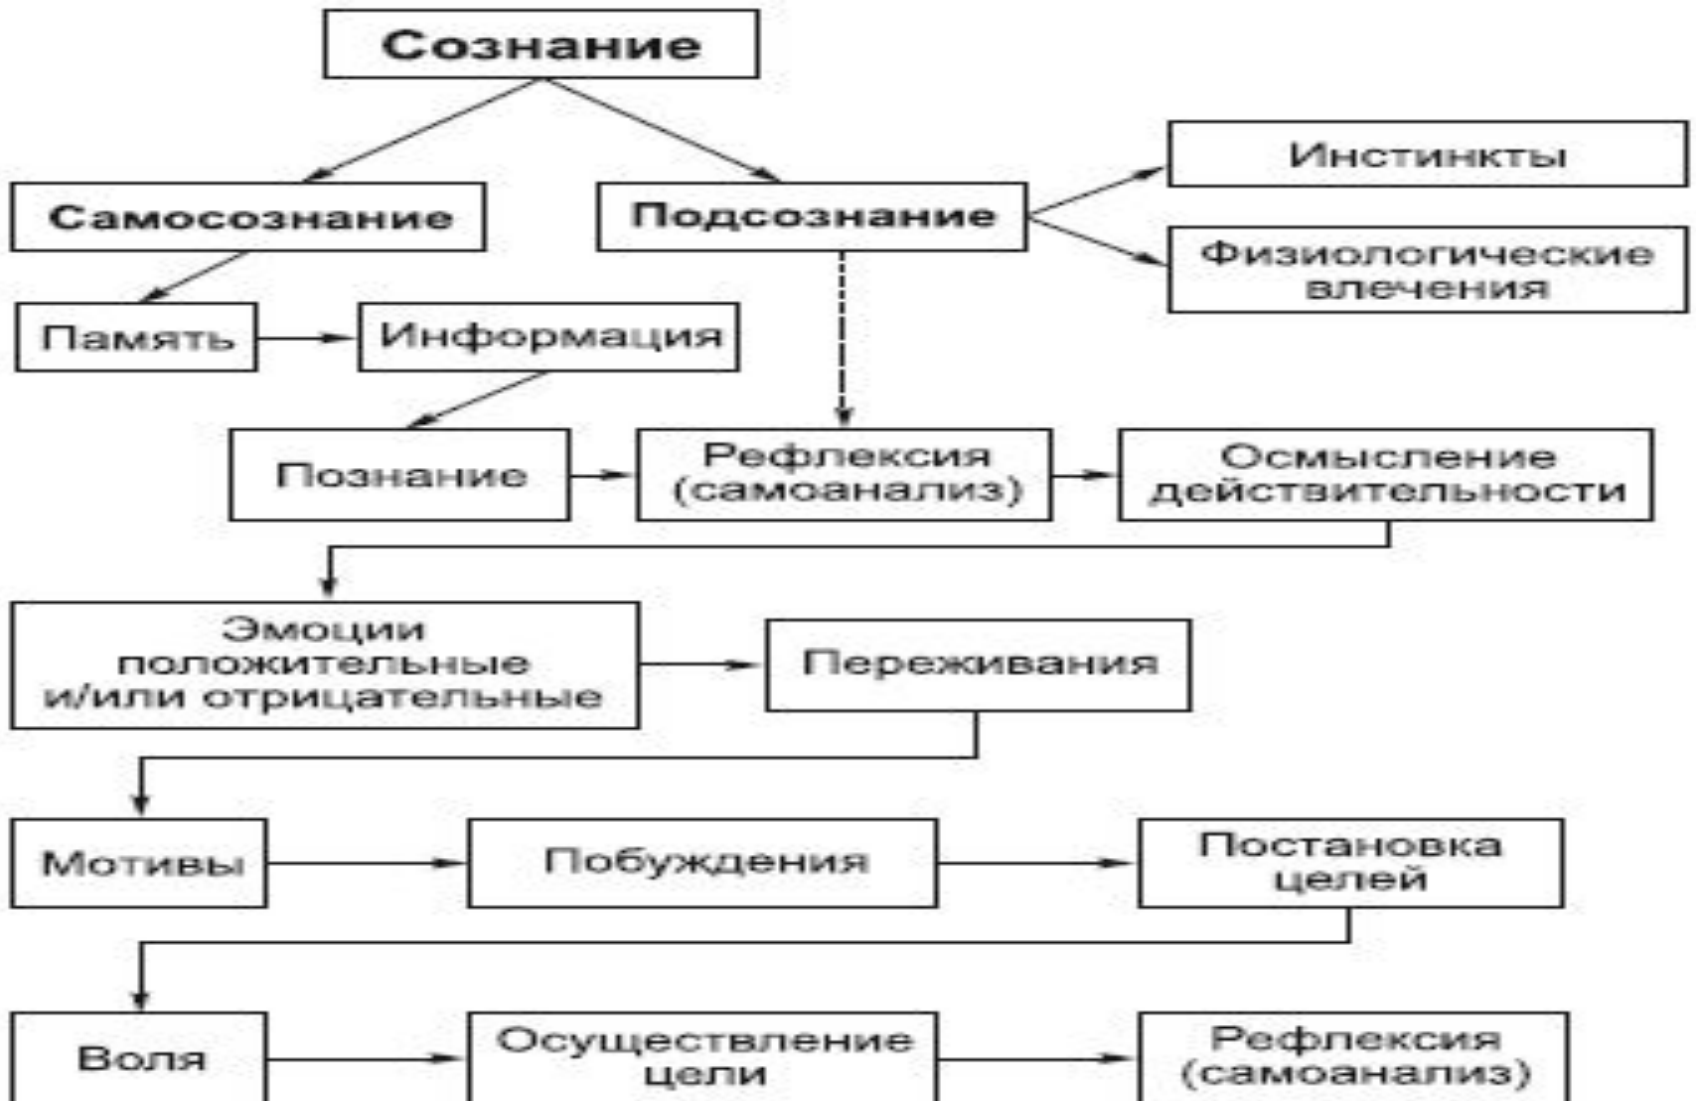 Сознание
Инстинкты
Самосознание
Подсознание
Физиологические
влечения
Память
Информация
Познание
Рефлексия
(самоанализ)
Осмысление
действительности
Эмоции
положительные
и/или отрицательные
Переживания
Мотивы
Побуждения
Постановка
целей
Воля
Осуществление
цели
Рефлексия
(самоанализ)